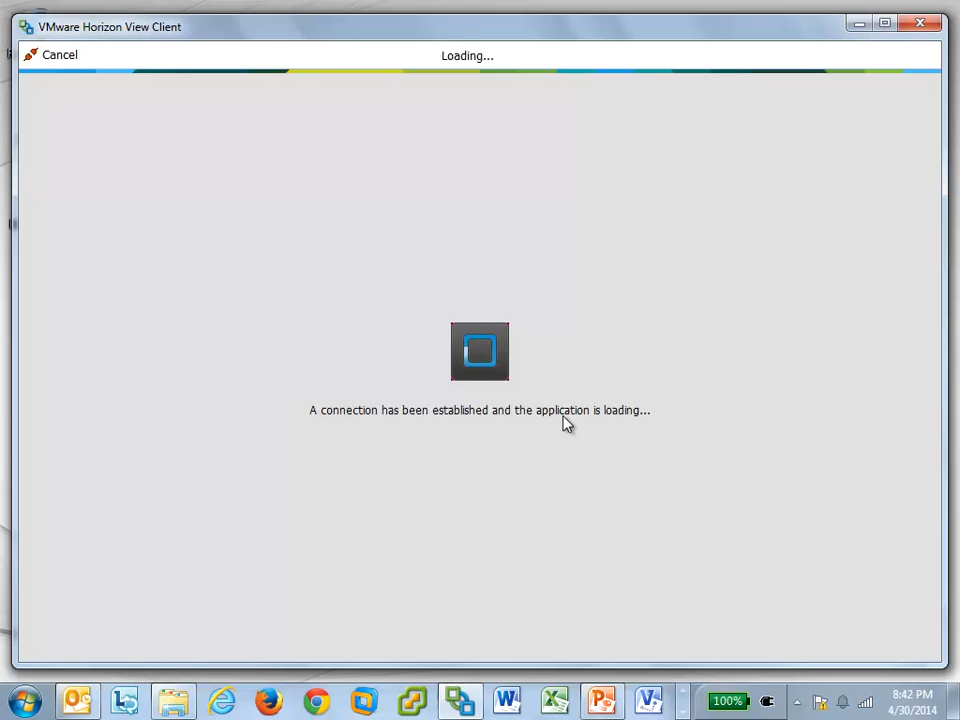 VMware Horizon View Client
Cancel
Loading...
A connection has been established and the application is loading...
100%
8:42 PM
4/30/2014